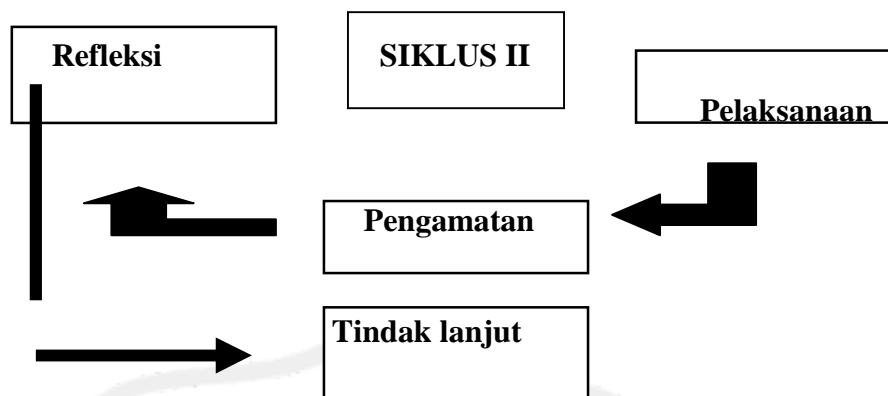 Refleksi
SIKLUS II
Pelaksanaan
Pengamatan
Tindak lanjut